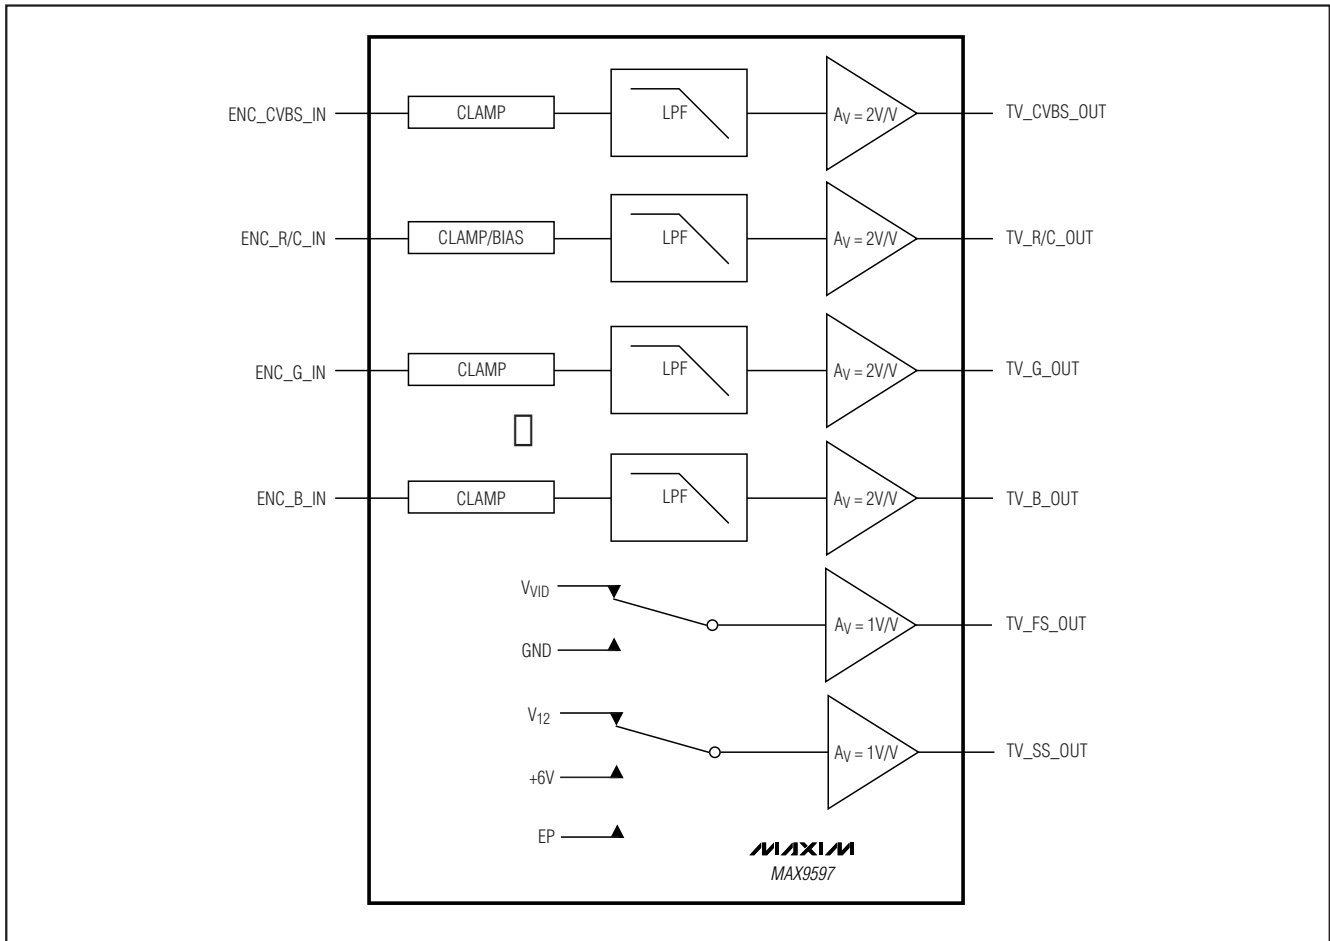 ENC_CVBS_IN CLAMP LPF AV = 2V/V TV_CVBS_OUT
ENC_R/C_IN CLAMP/BIAS LPF AV = 2V/V TV_R/C_OUT
ENC_G_IN CLAMP LPF AV = 2V/V TV_G_OUT
ENC_B_IN CLAMP LPF AV = 2V/V TV_B_OUT
VVID
AV = 1V/V TV_FS_OUT
GND
V12
AV = 1V/V TV_SS_OUT
+6V
EP
MAXIM
MAX9597